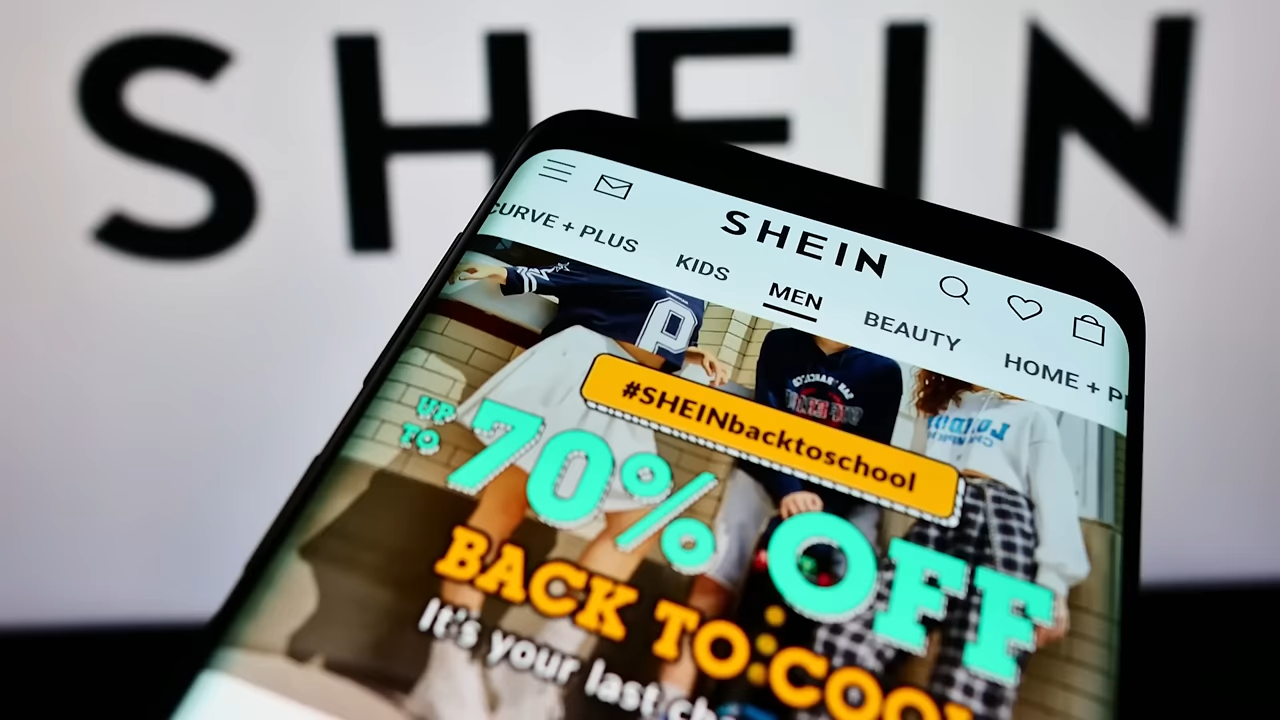 SHEIN
SHEIN
CURVE + PLUS KIDS MEN BEAUTY HOME + P
P
#SHEINbacktoschool
UP TO 70% OFF
BACK TO:COOL
It's your last